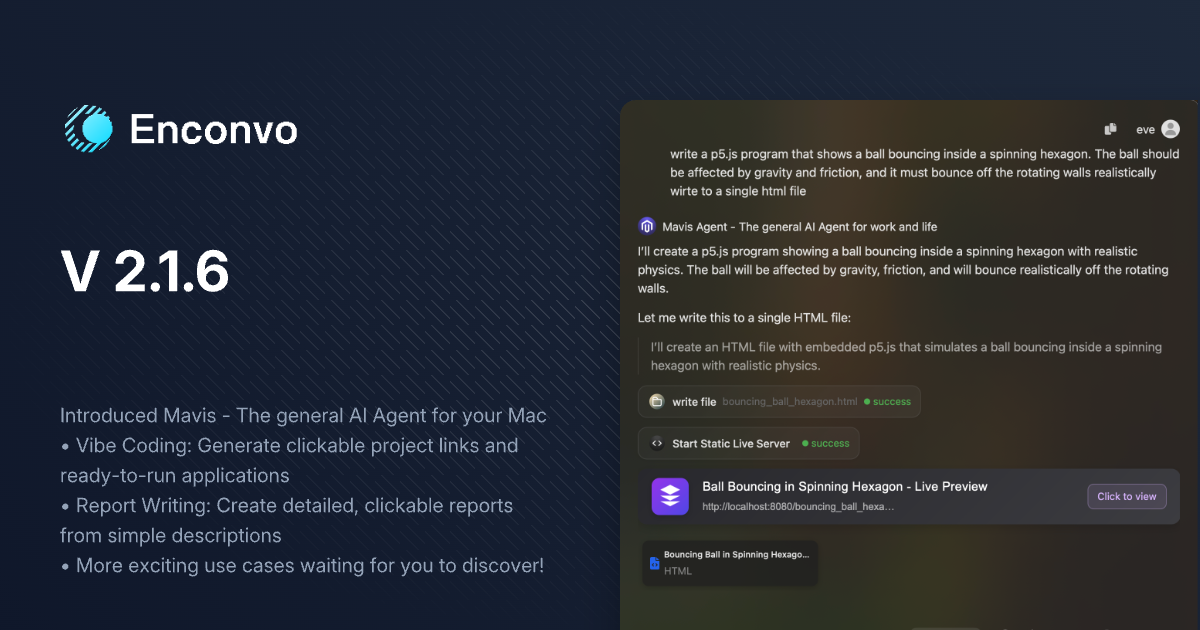 Enconvo
V 2.1.6
Introduced Mavis - The general AI Agent for your Mac
• Vibe Coding: Generate clickable project links and
ready-to-run applications
• Report Writing: Create detailed, clickable reports
from simple descriptions
• More exciting use cases waiting for you to discover!
eve
write a p5.js program that shows a ball bouncing inside a spinning hexagon. The ball should
be affected by gravity and friction, and it must bounce off the rotating walls realistically
wirte to a single html file
Mavis Agent - The general AI Agent for work and life
I'll create a p5.js program showing a ball bouncing inside a spinning hexagon with realistic
physics. The ball will be affected by gravity, friction, and will bounce realistically off the rotating
walls.
Let me write this to a single HTML file:
I'll create an HTML file with embedded p5.js that simulates a ball bouncing inside a spinning
hexagon with realistic physics.
write file bouncing_ball_hexagon.html success
Start Static Live Server success
Ball Bouncing in Spinning Hexagon - Live Preview
http://localhost:8080/bouncing_ball_hexa...
Click to view
Bouncing Ball in Spinning Hexago...
HTML